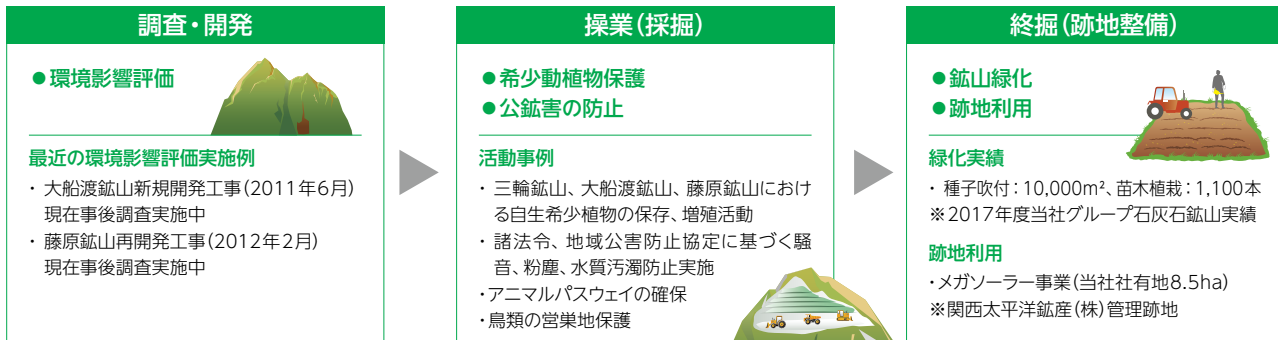 調査・開発
●環境影響評価
最近の環境影響評価実施例
・ 大船渡鉱山新規開発工事(2011年6月)
現在事後調査実施中
・ 藤原鉱山再開発工事(2012年2月)
現在事後調査実施中
操業(採掘)
●希少動植物保護
●公鉱害の防止
活動事例
・ 三輪鉱山、大船渡鉱山、藤原鉱山におけ
る自生希少植物の保存、増殖活動
・ 諸法令、地域公害防止協定に基づく騒
音、粉塵、水質汚濁防止実施
・アニマルパスウェイの確保
・鳥類の営巣地保護
終掘(跡地整備)
●鉱山緑化
●跡地利用
緑化実績
・ 種子吹付：10,000m²、苗木植栽：1,100本
※2017年度当社グループ石灰石鉱山実績
跡地利用
・メガソーラー事業(当社社有地8.5ha)
※関西太平洋鉱産(株)管理跡地